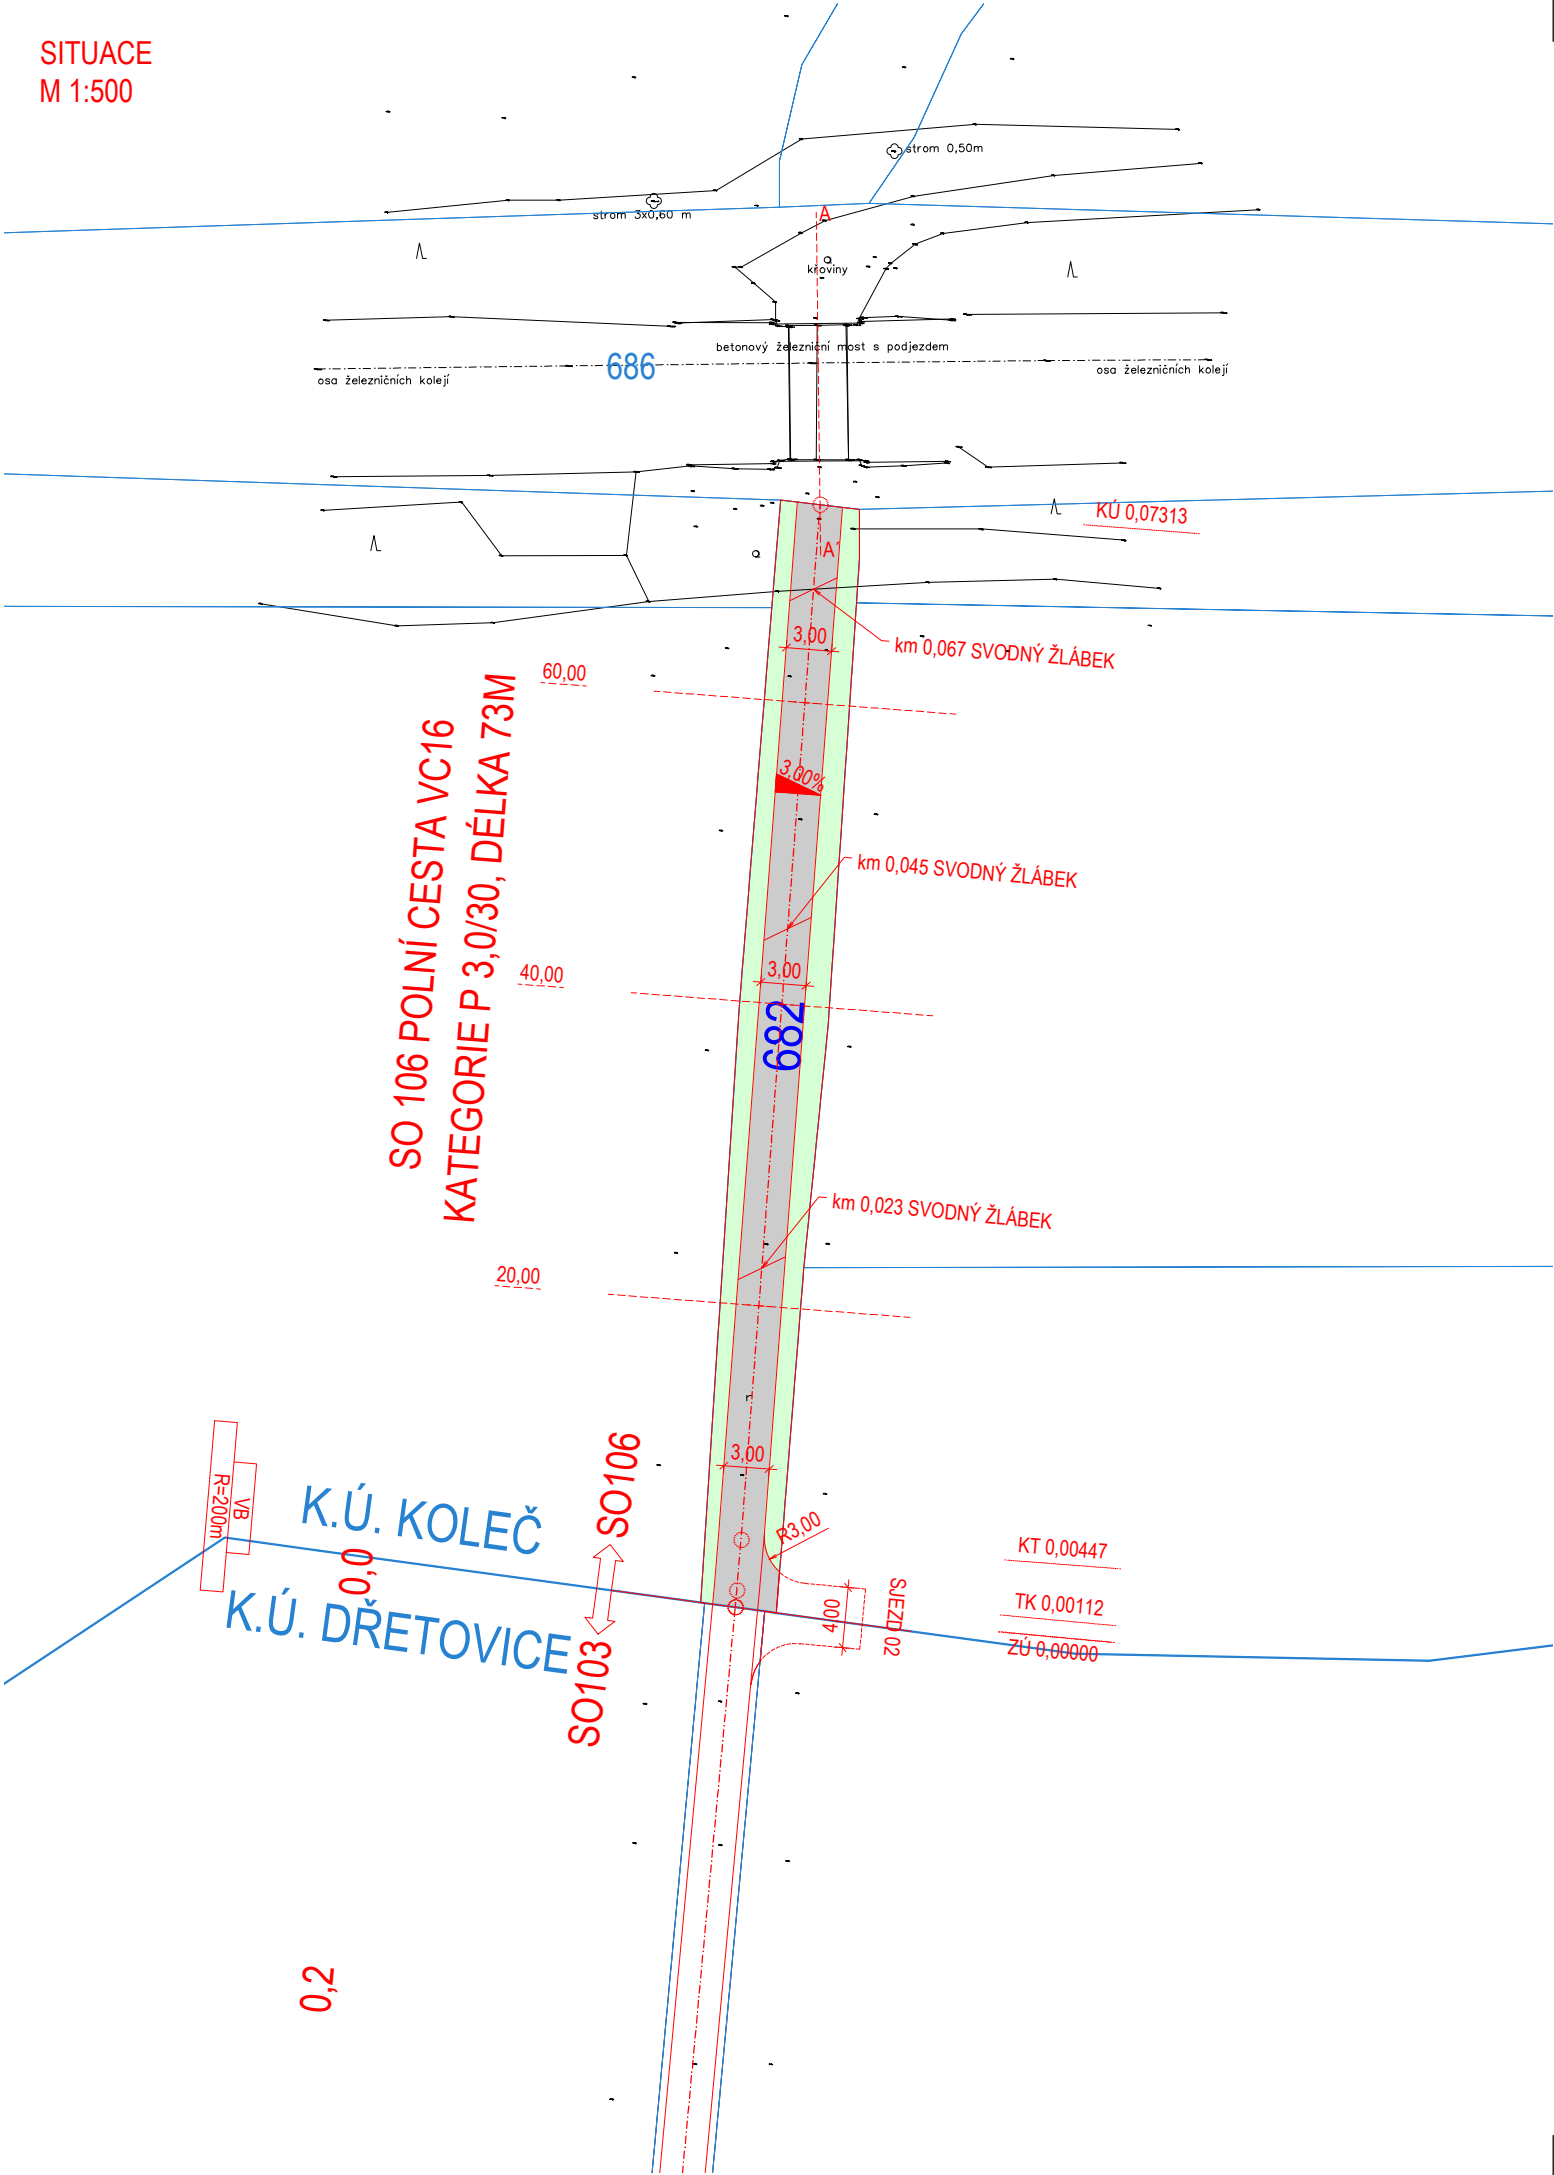 SITUACE
M 1:500
strom 0,50m
strom 3x0,60 m
A
křoviny
betonový železniční most s podjezdem
686
osa železničních kolejí
osa železničních kolejí
KÚ 0,07313
A'
3,00
km 0,067 SVODNÝ ŽLÁBEK
60,00
SO 106 POLNÍ CESTA VC16
KATEGORIE P 3,0/30, DÉLKA 73M
3,00%
km 0,045 SVODNÝ ŽLÁBEK
40,00
3,00
682
km 0,023 SVODNÝ ŽLÁBEK
20,00
3,00
SO106
VB
R=200m
K.Ú. KOLEČ
R3,00
KT 0,00447
0,0
K.Ú. DŘETOVICE
TK 0,00112
4,00
SJEZD 02
ZÚ 0,00000
SO103
0,2